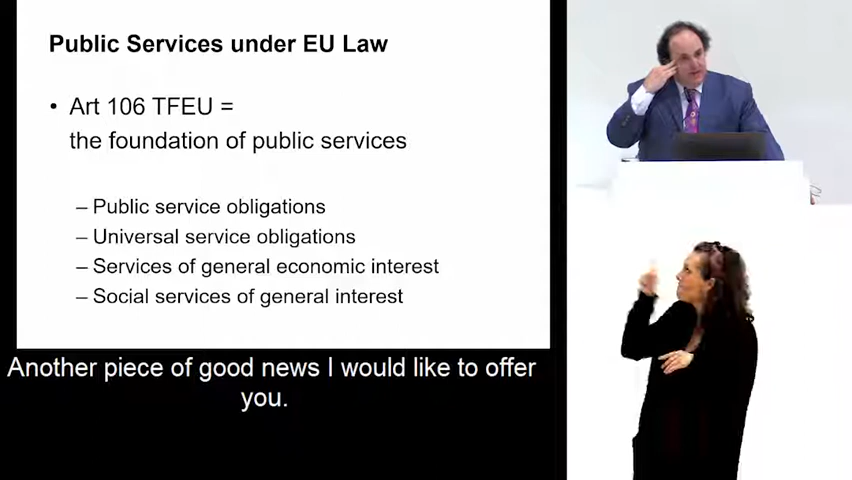 Public Services under EU Law
• Art 106 TFEU =
the foundation of public services
– Public service obligations
– Universal service obligations
– Services of general economic interest
– Social services of general interest
Another piece of good news I would like to offer
you.